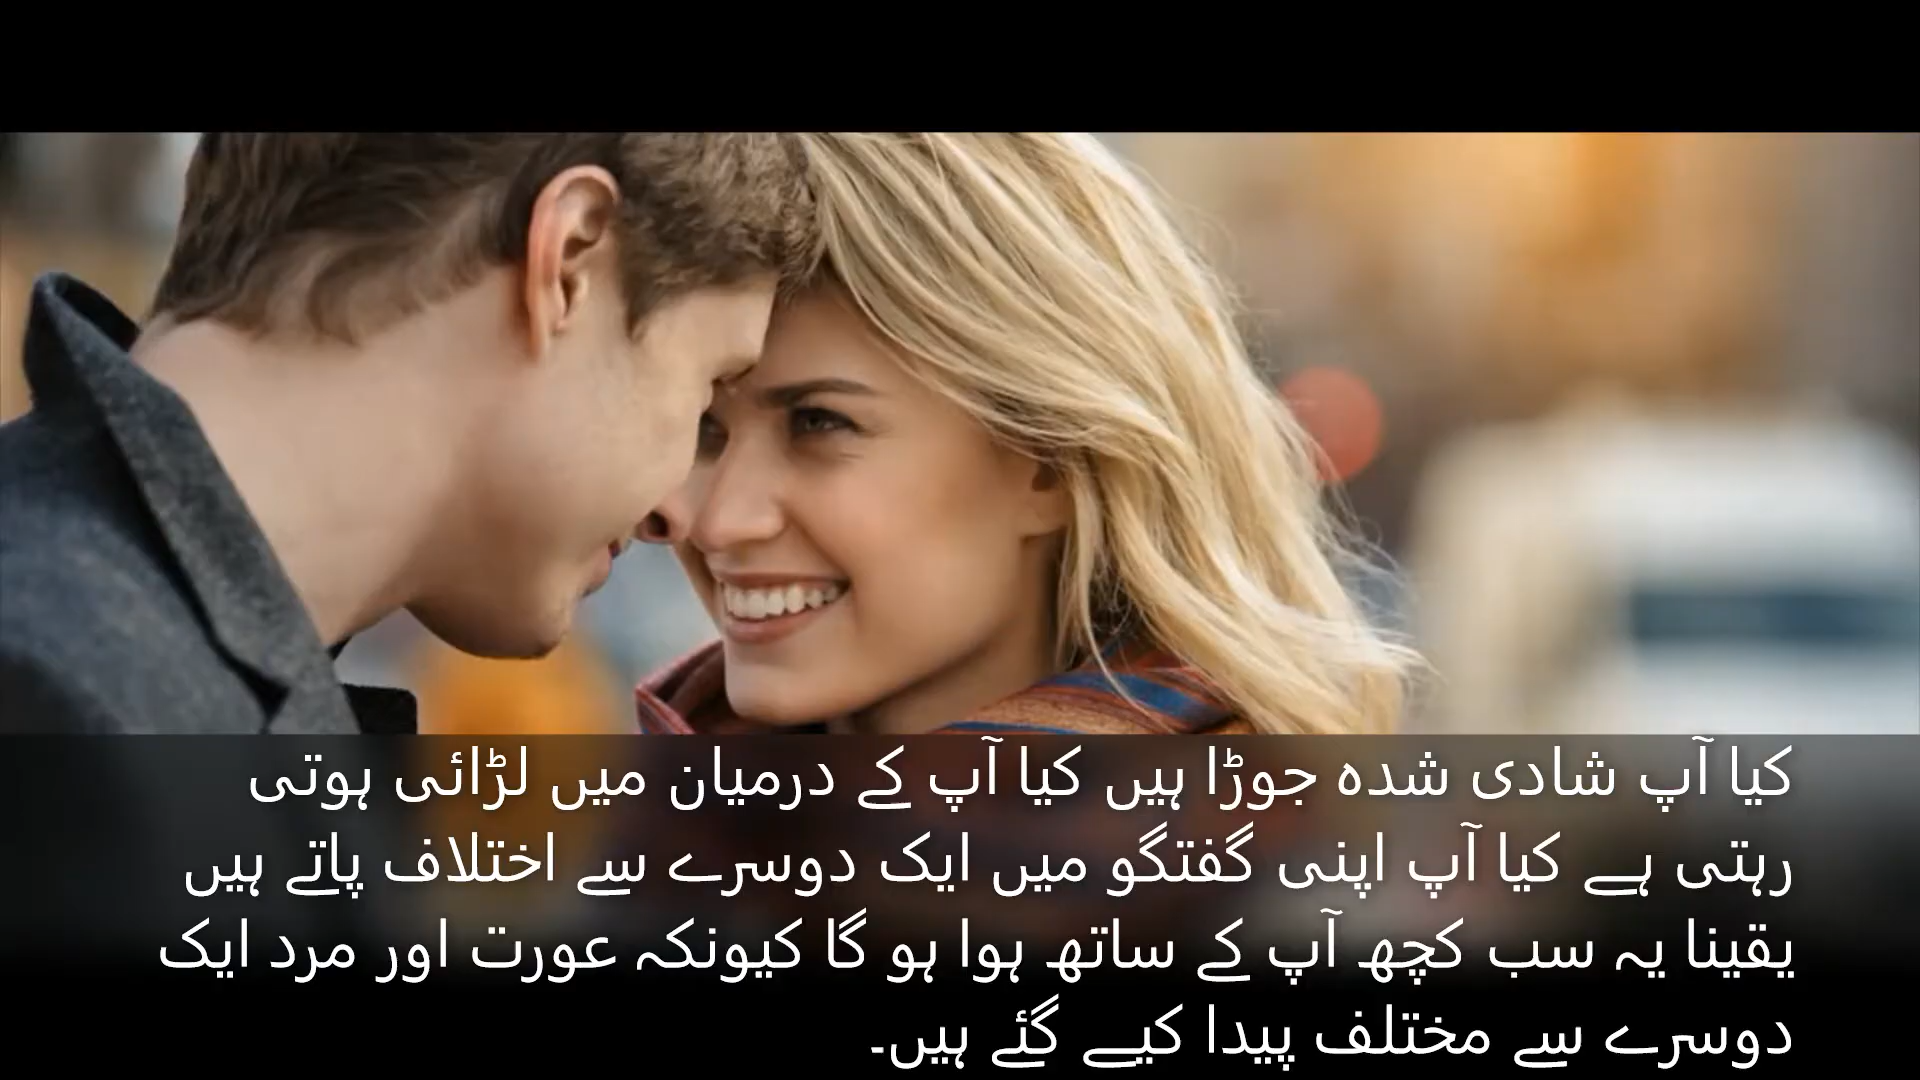 کیا آپ شادی شدہ جوڑا ہیں کیا آپ کے درمیان میں لڑائی ہوتی
رہتی ہے کیا آپ اپنی گفتگو میں ایک دوسرے سے اختلاف پاتے ہیں
یقینا یہ سب کچھ آپ کے ساتھ ہوا ہو گا کیونکہ عورت اور مرد ایک
دوسرے سے مختلف پیدا کیے گئے ہیں۔